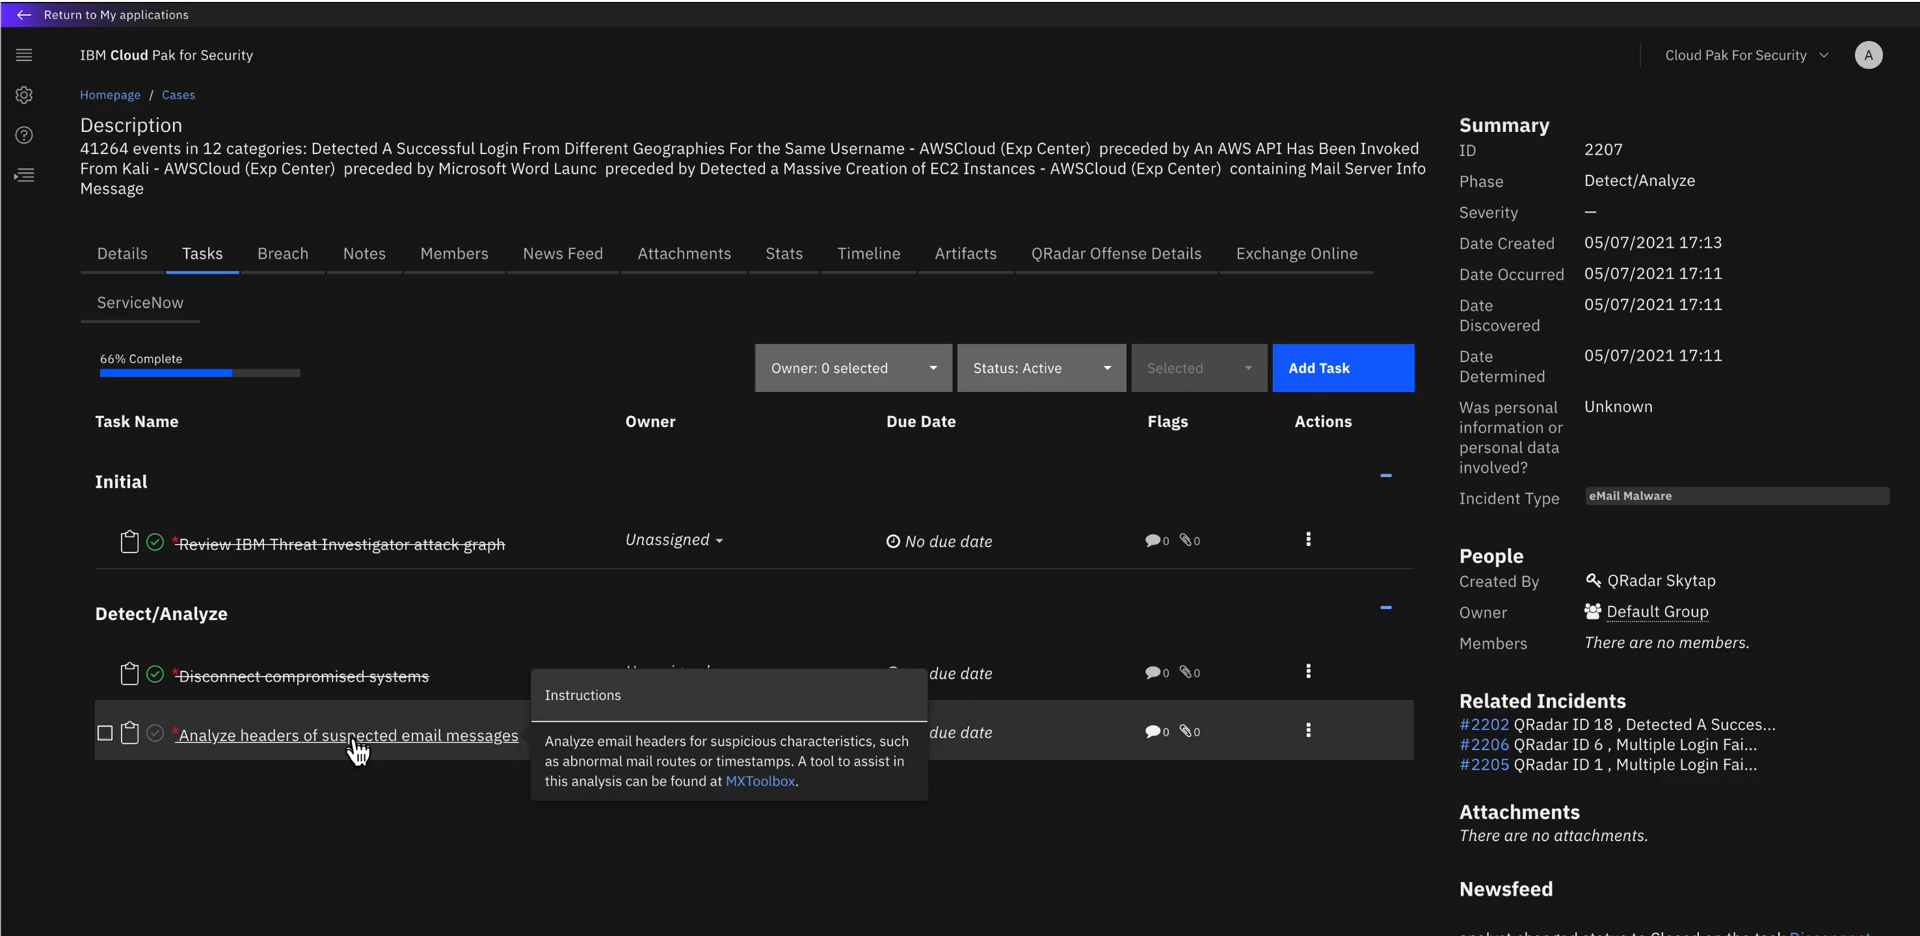 Return to My applications
IBM Cloud Pak for Security
Cloud Pak For Security
A
Homepage / Cases
Description
41264 events in 12 categories: Detected A Successful Login From Different Geographies For the Same Username - AWSCloud (Exp Center) preceded by An AWS API Has Been Invoked
From Kali - AWSCloud (Exp Center) preceded by Microsoft Word Launc preceded by Detected a Massive Creation of EC2 Instances - AWSCloud (Exp Center) containing Mail Server Info
Message
Details Tasks Breach Notes Members News Feed Attachments Stats Timeline Artifacts QRadar Offense Details Exchange Online
ServiceNow
66% Complete
Owner: 0 selected
Status: Active
Selected
Add Task
Task Name Owner Due Date Flags Actions
Initial
*Review IBM Threat Investigator attack graph Unassigned No due date 0 0
Detect/Analyze
*Disconnect compromised systems due date 0 0
*Analyze headers of suspected email messages due date 0 0
Instructions
Analyze email headers for suspicious characteristics, such
as abnormal mail routes or timestamps. A tool to assist in
this analysis can be found at MXToolbox.
Summary
ID 2207
Phase Detect/Analyze
Severity —
Date Created 05/07/2021 17:13
Date Occurred 05/07/2021 17:11
Date 05/07/2021 17:11
Discovered
Date 05/07/2021 17:11
Determined
Was personal Unknown
information or
personal data
involved?
Incident Type eMail Malware
People
Created By QRadar Skytap
Owner Default Group
Members There are no members.
Related Incidents
#2202 QRadar ID 18 , Detected A Succes...
#2206 QRadar ID 6 , Multiple Login Fai...
#2205 QRadar ID 1 , Multiple Login Fai...
Attachments
There are no attachments.
Newsfeed